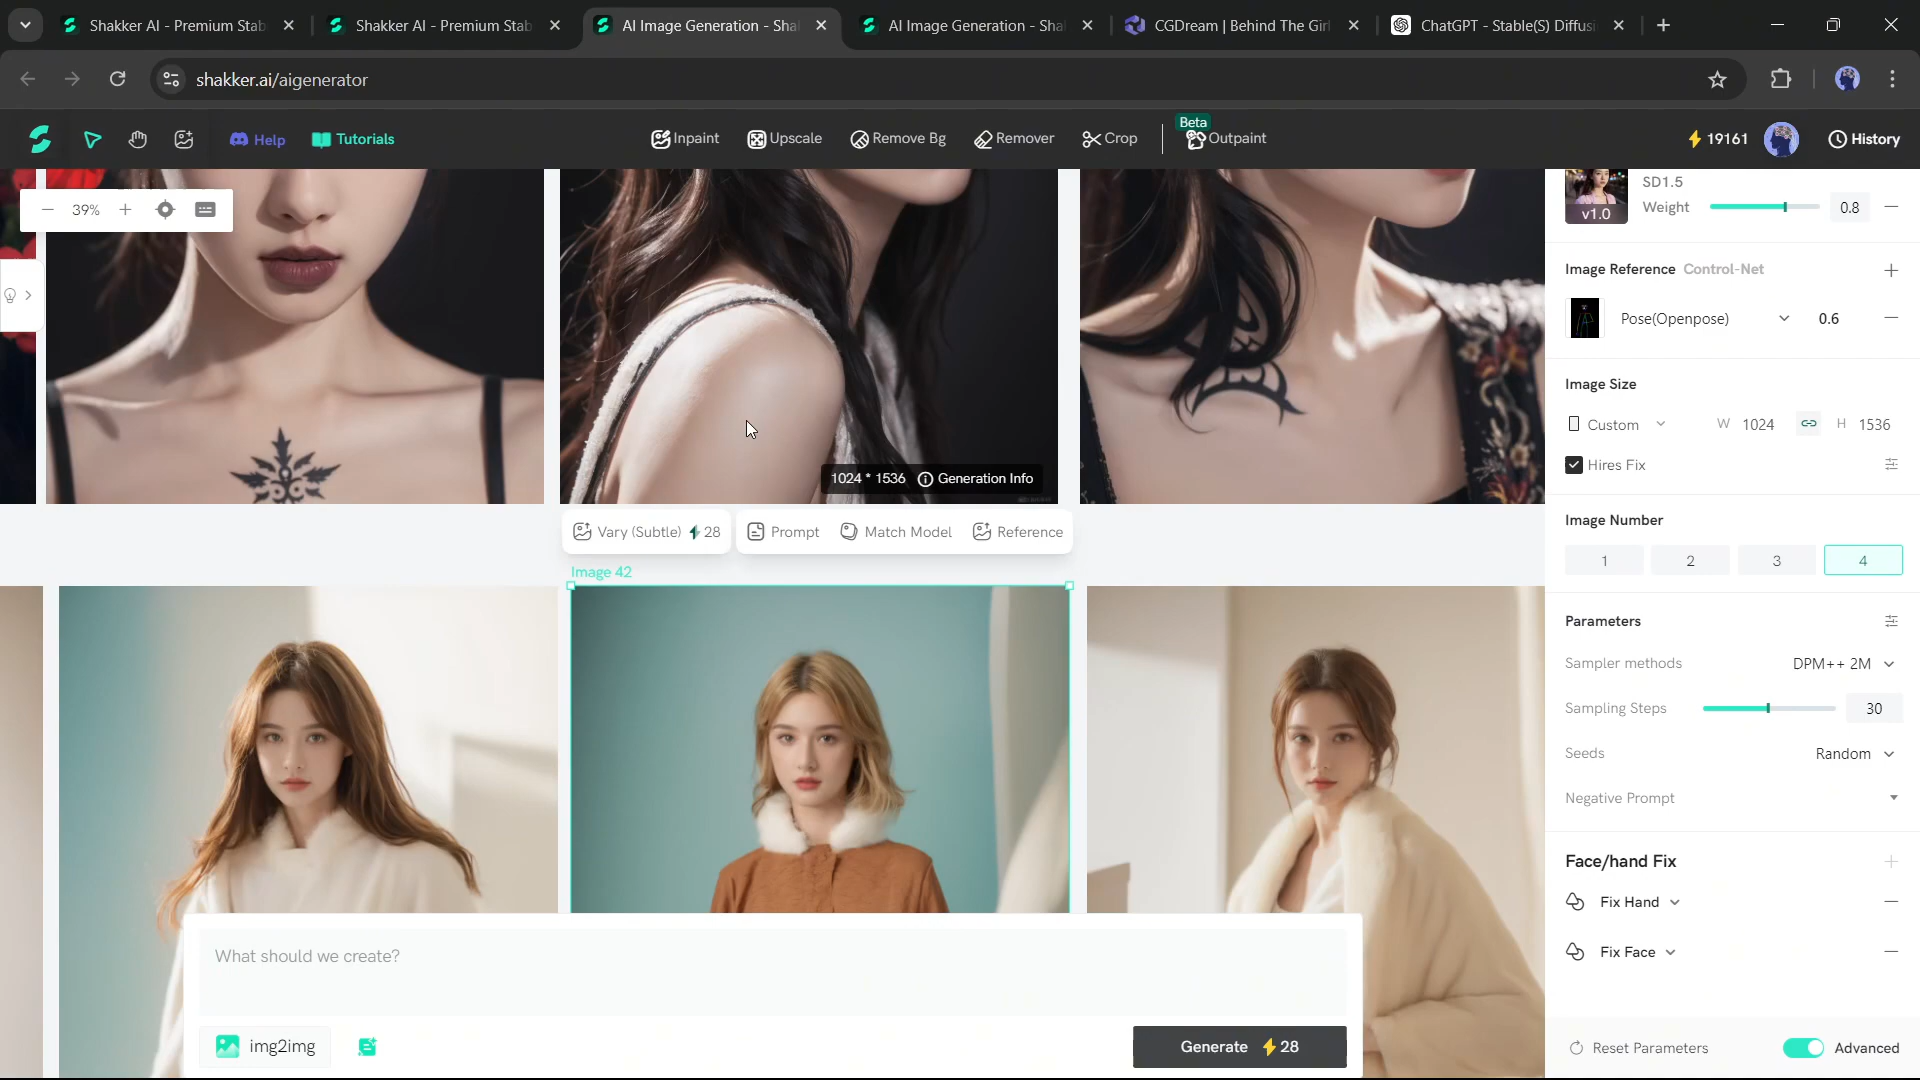 Shakker AI - Premium Stab
Shakker AI - Premium Stab
AI Image Generation - Sha
AI Image Generation - Sha
CGDream | Behind The Girl
ChatGPT - Stable(S) Diffusi
shakker.ai/aigenerator
Help
Tutorials
Inpaint
Upscale
Remove Bg
Remover
Crop
Beta
Outpaint
19161
History
39%
SD1.5
v1.0
Weight
0.8
Image Reference Control-Net
Pose(Openpose)
0.6
Image Size
Custom
W 1024
H 1536
Hires Fix
1024 * 1536
Generation Info
Vary (Subtle) 28
Prompt
Match Model
Reference
Image 42
Image Number
1
2
3
4
Parameters
Sampler methods
DPM++ 2M
Sampling Steps
30
Seeds
Random
Negative Prompt
Face/hand Fix
Fix Hand
Fix Face
What should we create?
img2img
Generate 28
Reset Parameters
Advanced